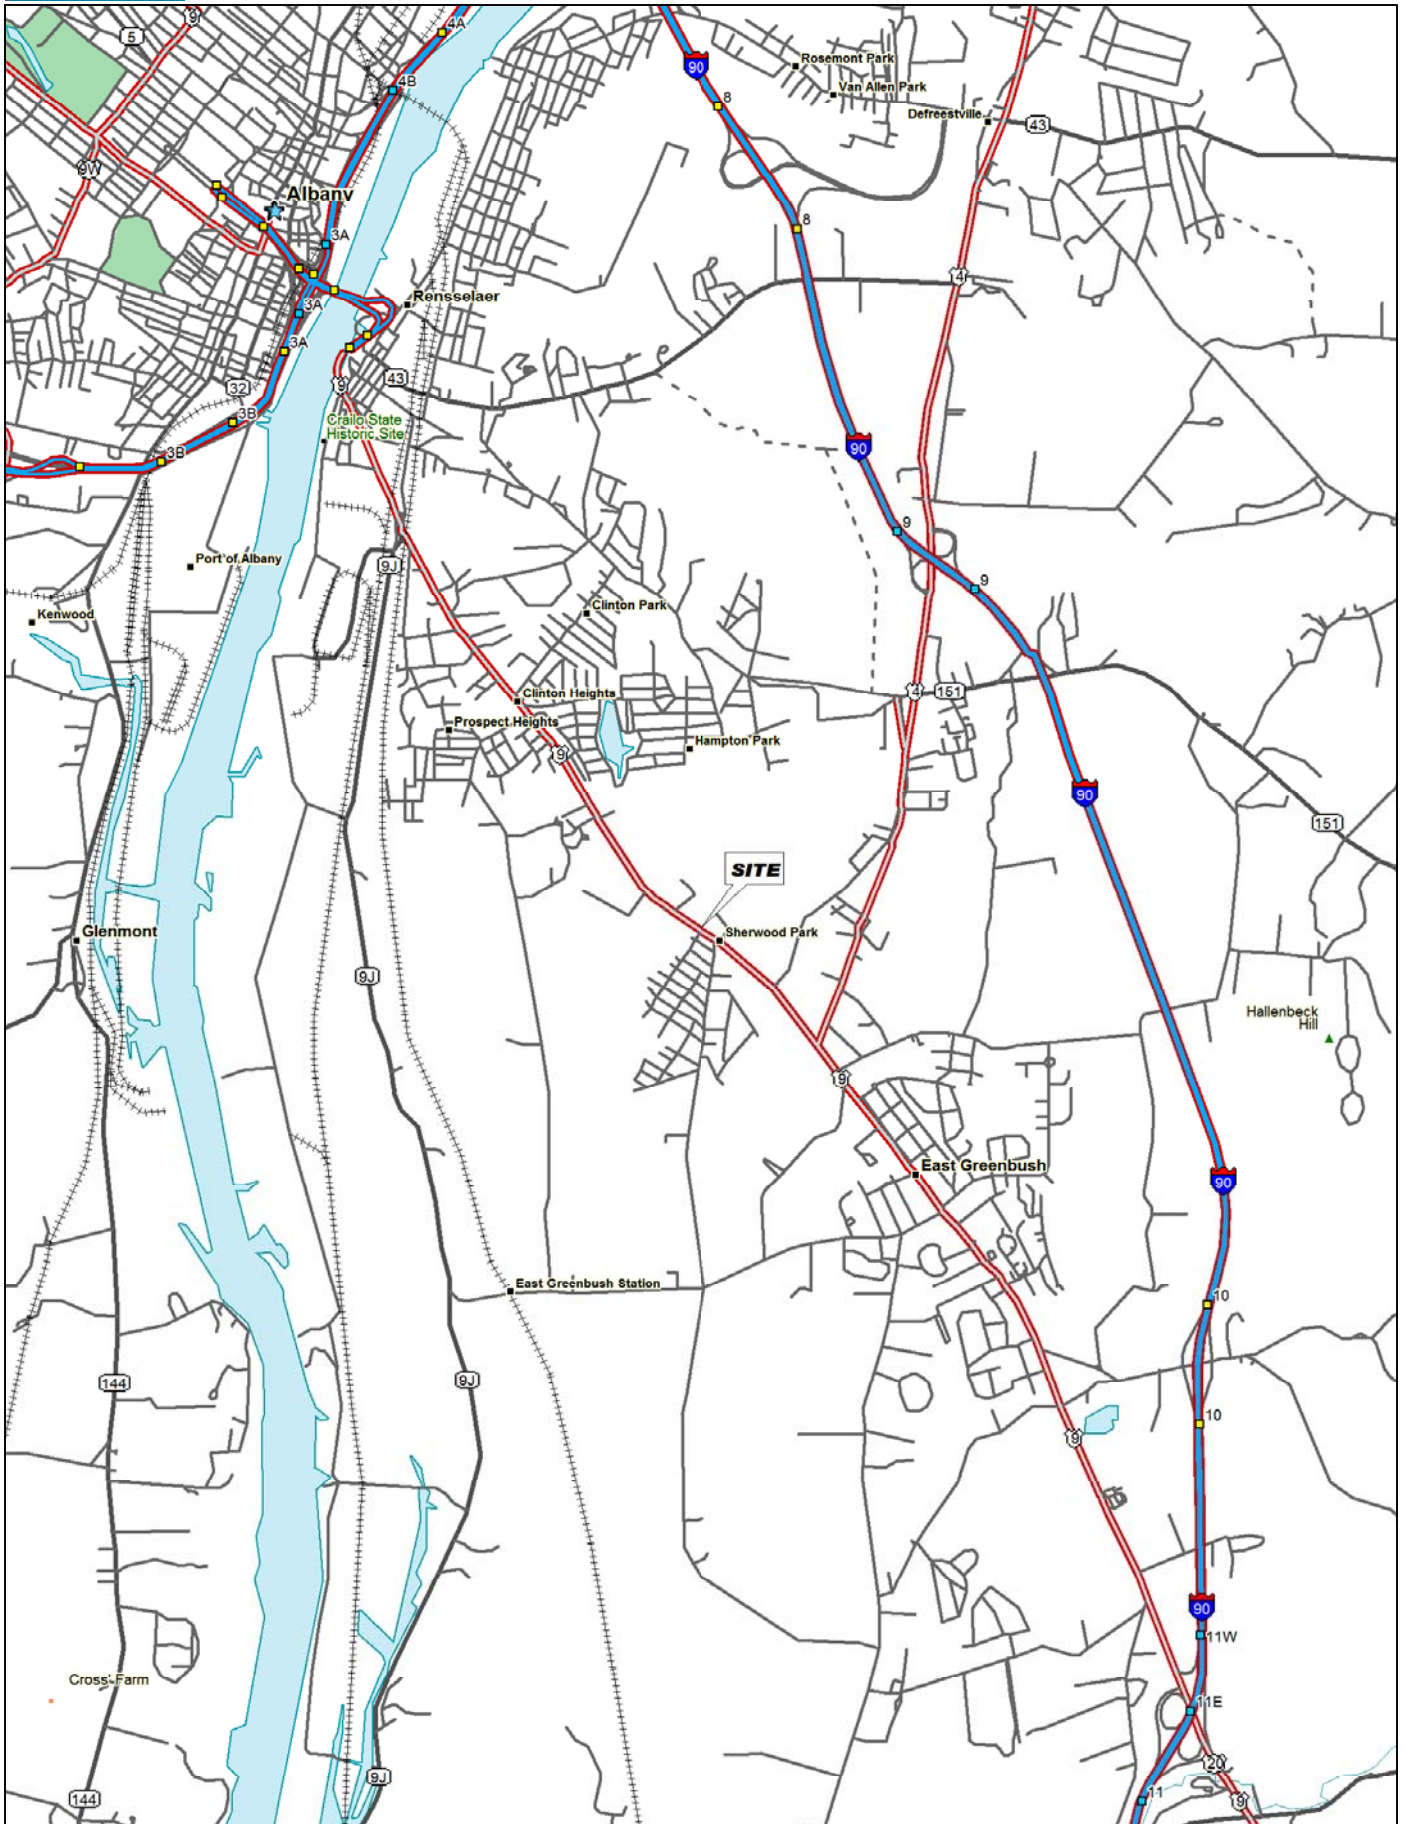 9
4A
5
4B
90
Rosemont Park
Van Allen Park
8
Defreestville
43
9W
Albany
3A
8
4
Rensselaer
3A
3A
9
43
32
Crailo State
Historic Site
3B
3B
90
9
Port of Albany
9J
9
Kenwood
Clinton Park
Clinton Heights
4
151
Prospect Heights
Hampton Park
9
90
151
SITE
Glenmont
Sherwood Park
9J
Hallenbeck
Hill
9
East Greenbush
90
East Greenbush Station
10
144
9J
10
9
90
11W
Cross Farm
11E
20
9J
144
11
9